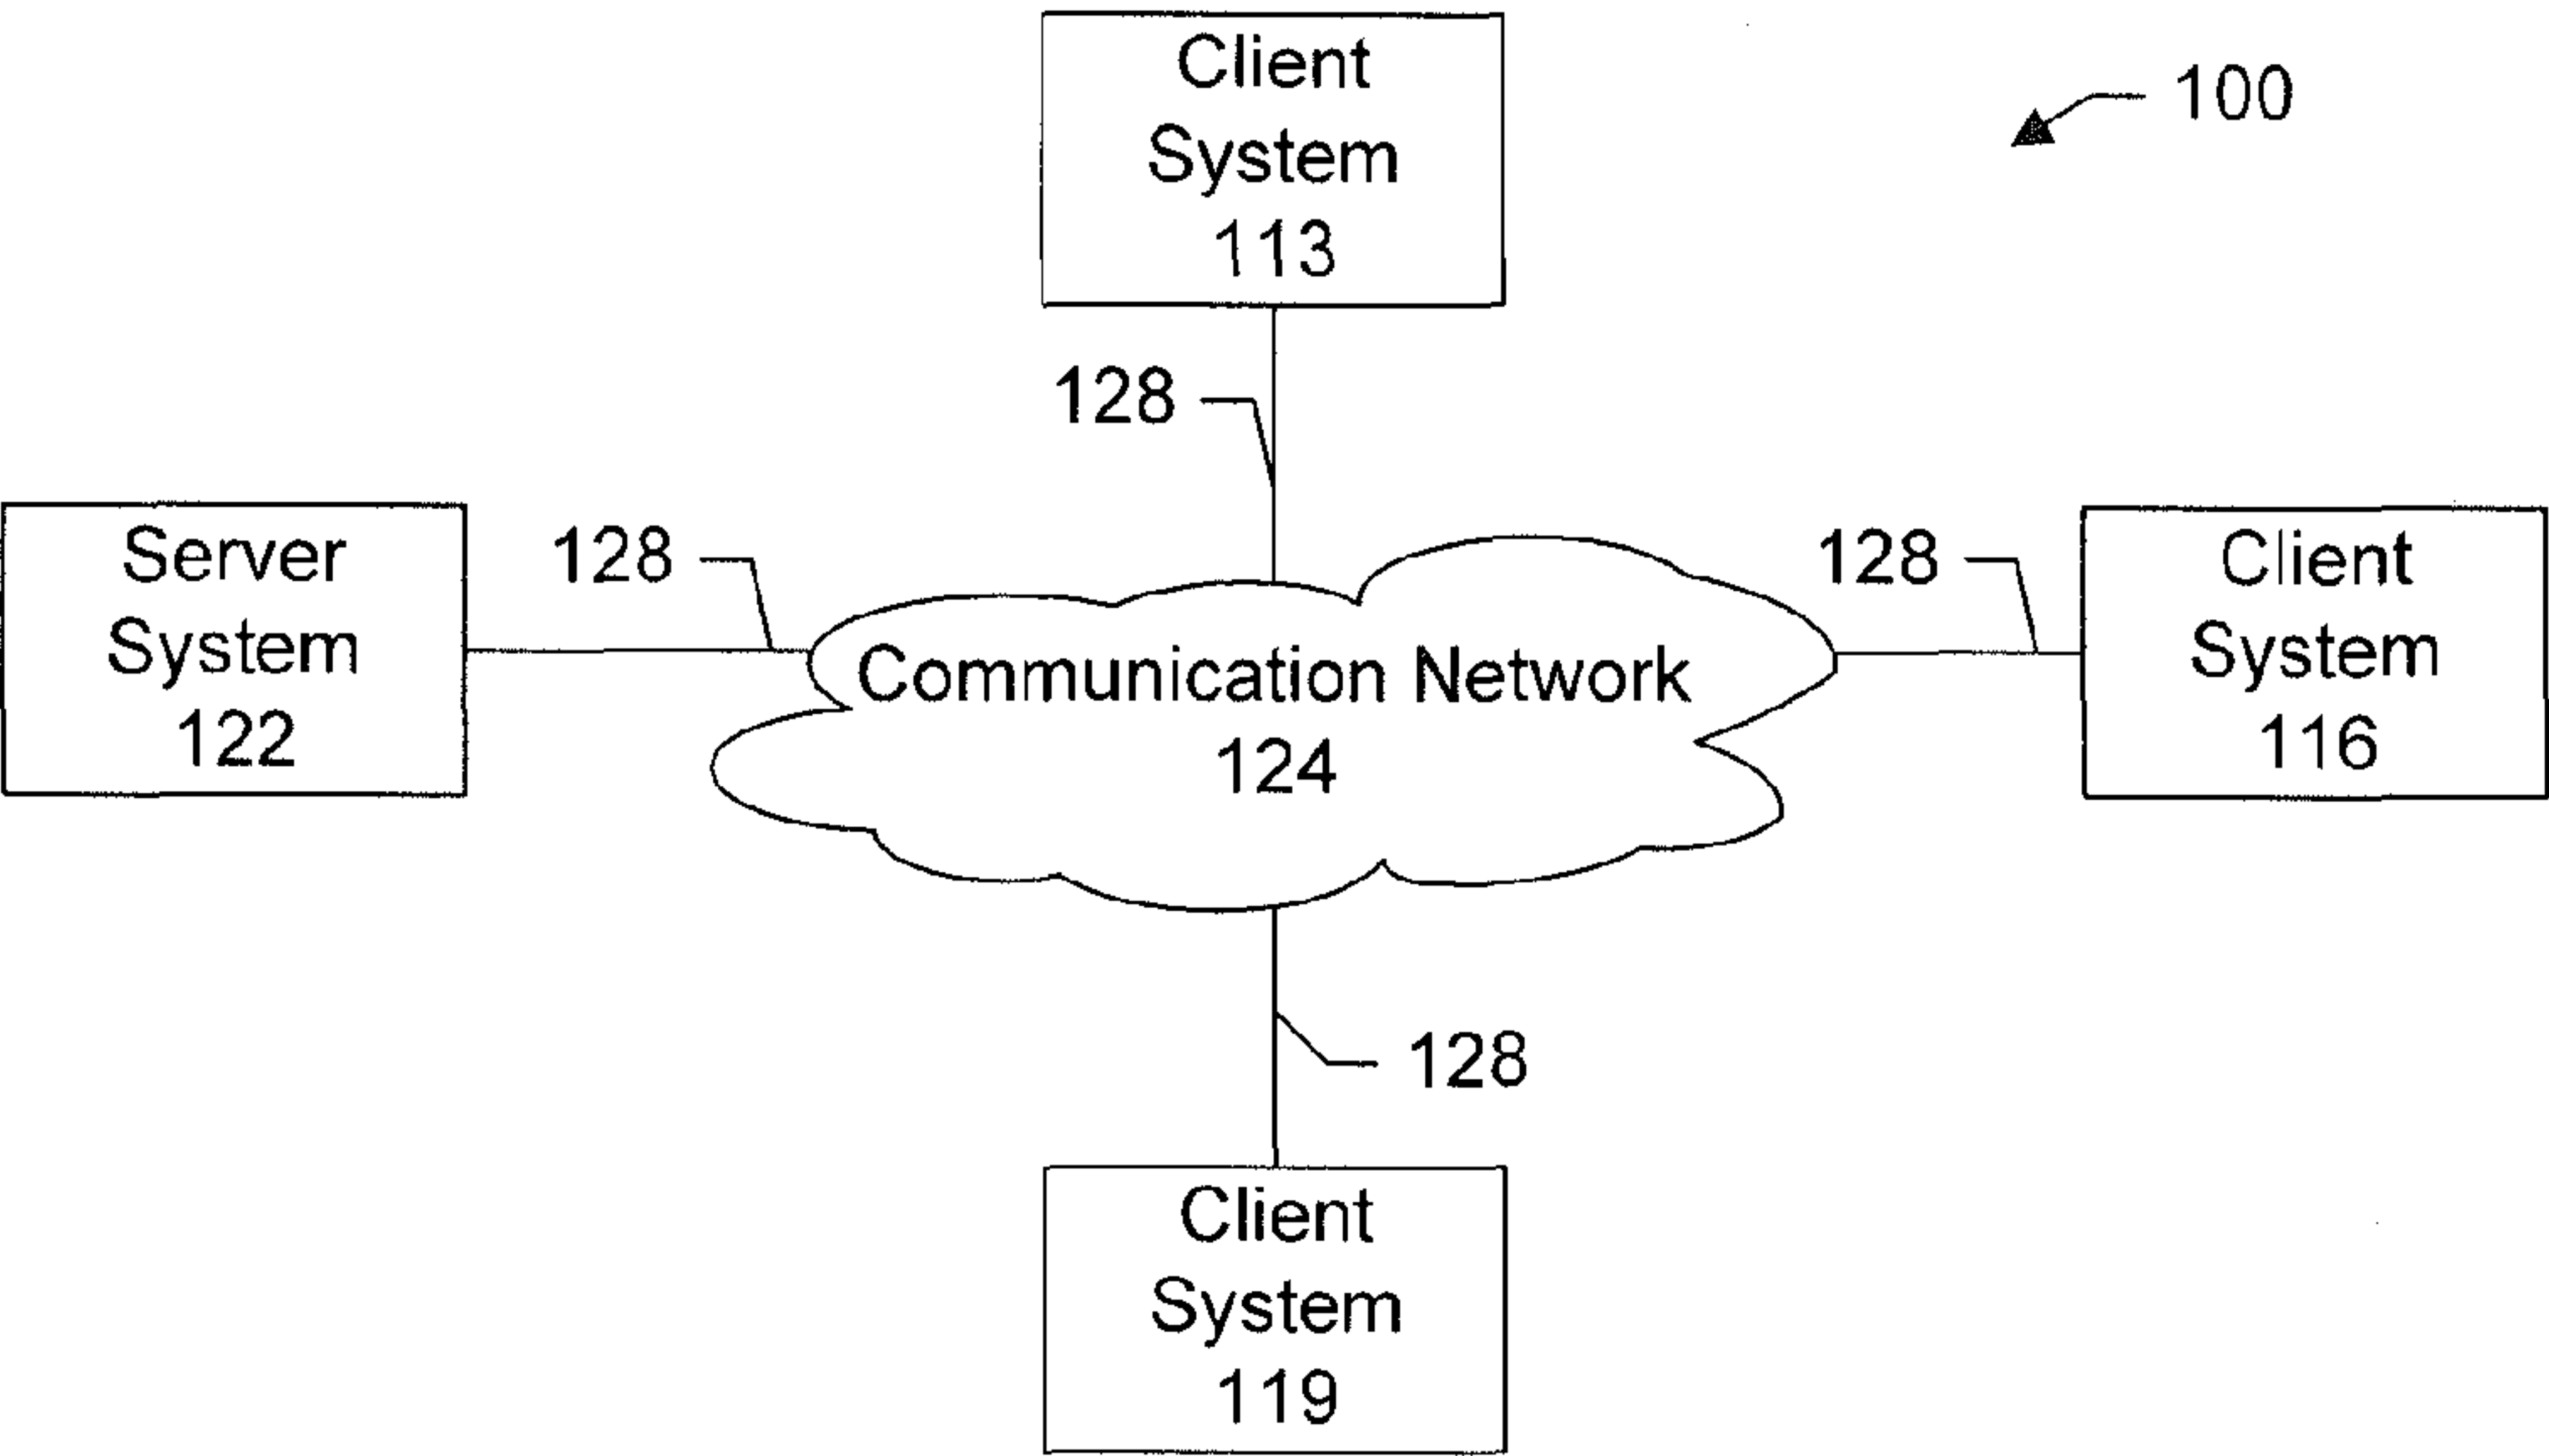 Client
System
113
100
128
Server
System
122
128
Communication Network
124
128
Client
System
116
128
Client
System
119